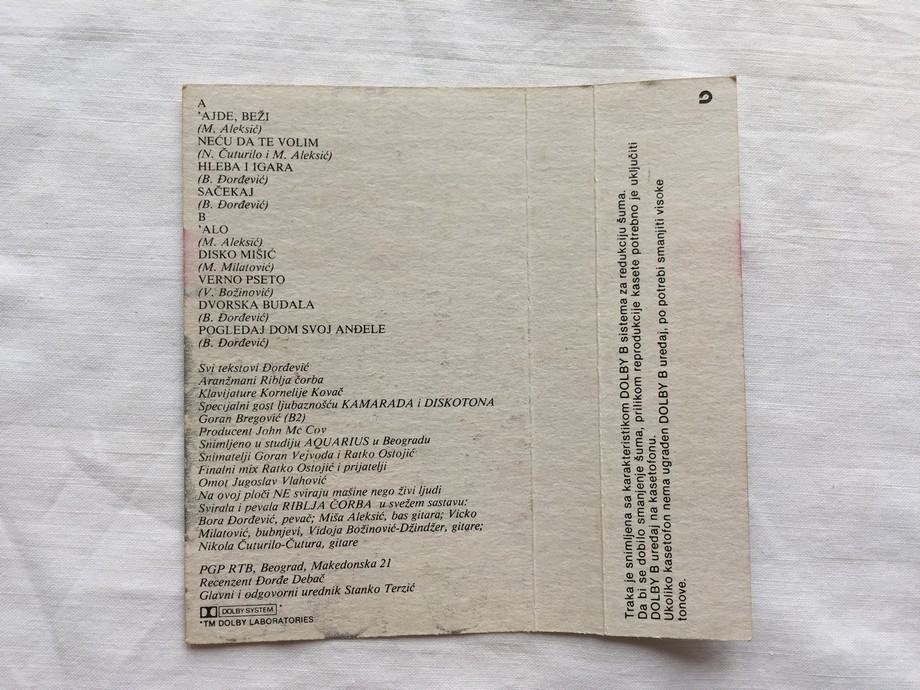 A
'AJDE, BEŽI
(M. Aleksić)
NEĆU DA TE VOLIM
(N. Čuturilo i M. Aleksić)
HLEBA I IGARA
(B. Đorđević)
SAČEKAJ
(B. Đorđević)
B
'ALO
(M. Aleksić)
DISKO MIŠIĆ
(M. Milatović)
VERNO PSETO
(V. Božinović)
DVORSKA BUDALA
(B. Đorđević)
POGLEDAJ DOM SVOJ ANĐELE
(B. Đorđević)
Svi tekstovi Đorđević
Aranžmani Riblja čorba
Klavijature Kornelije Kovač
Specijalni gost ljubaznošću KAMARADA i DISKOTONA
Goran Bregović (B2)
Producent John Mc Coy
Snimljeno u studiju AQUARIUS u Beogradu
Snimatelji Goran Vejvoda i Ratko Ostojić
Finalni mix Ratko Ostojić i prijatelji
Omot Jugoslav Vlahović
Na ovoj ploči NE sviraju mašine nego živi ljudi
Svirala i pevala RIBLJA ČORBA u svežem sastavu:
Bora Đorđević, pevač; Miša Aleksić, bas gitara; Vicko
Milatović, bubnjevi, Vidoja Božinović-Džindžer, gitare;
Nikola Čuturilo-Čutura, gitare
PGP RTB, Beograd, Makedonska 21
Recenzent Đorđe Debač
Glavni i odgovorni urednik Stanko Terzić
DOLBY SYSTEM *
*TM DOLBY LABORATORIES
Traka je snimljena sa karakteristikom DOLBY B sistema za redukciju šuma.
Da bi se dobilo smanjenje šuma, prilikom reprodukcije kasete potrebno je uključiti
DOLBY B uređaj na kasetofonu.
Ukoliko kasetofon nema ugrađen DOLBY B uređaj, po potrebi smanjiti visoke
tonove.